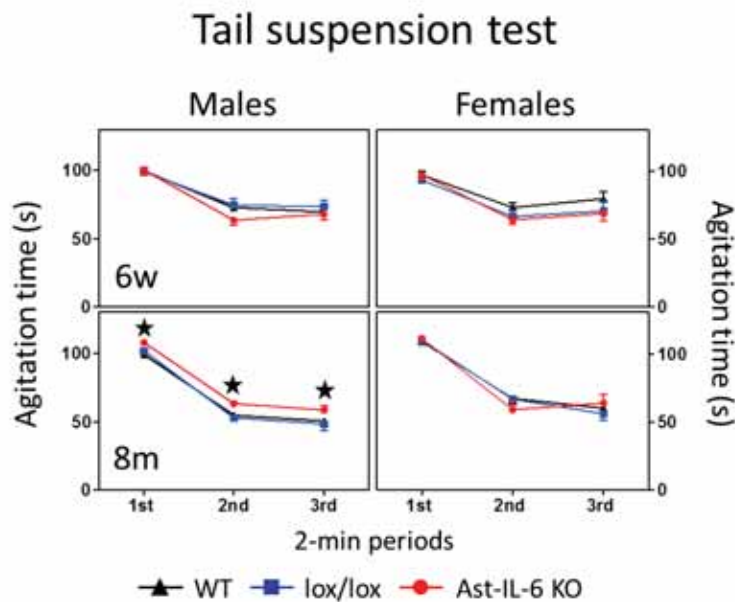 Tail suspension test
Males Females
Agitation time (s)
100
50
0
6w
100
50
0
Agitation time (s)
★
★
★
100
50
0
8m
100
50
0
1st 2nd 3rd 1st 2nd 3rd
2-min periods
WT lox/lox Ast-IL-6 KO